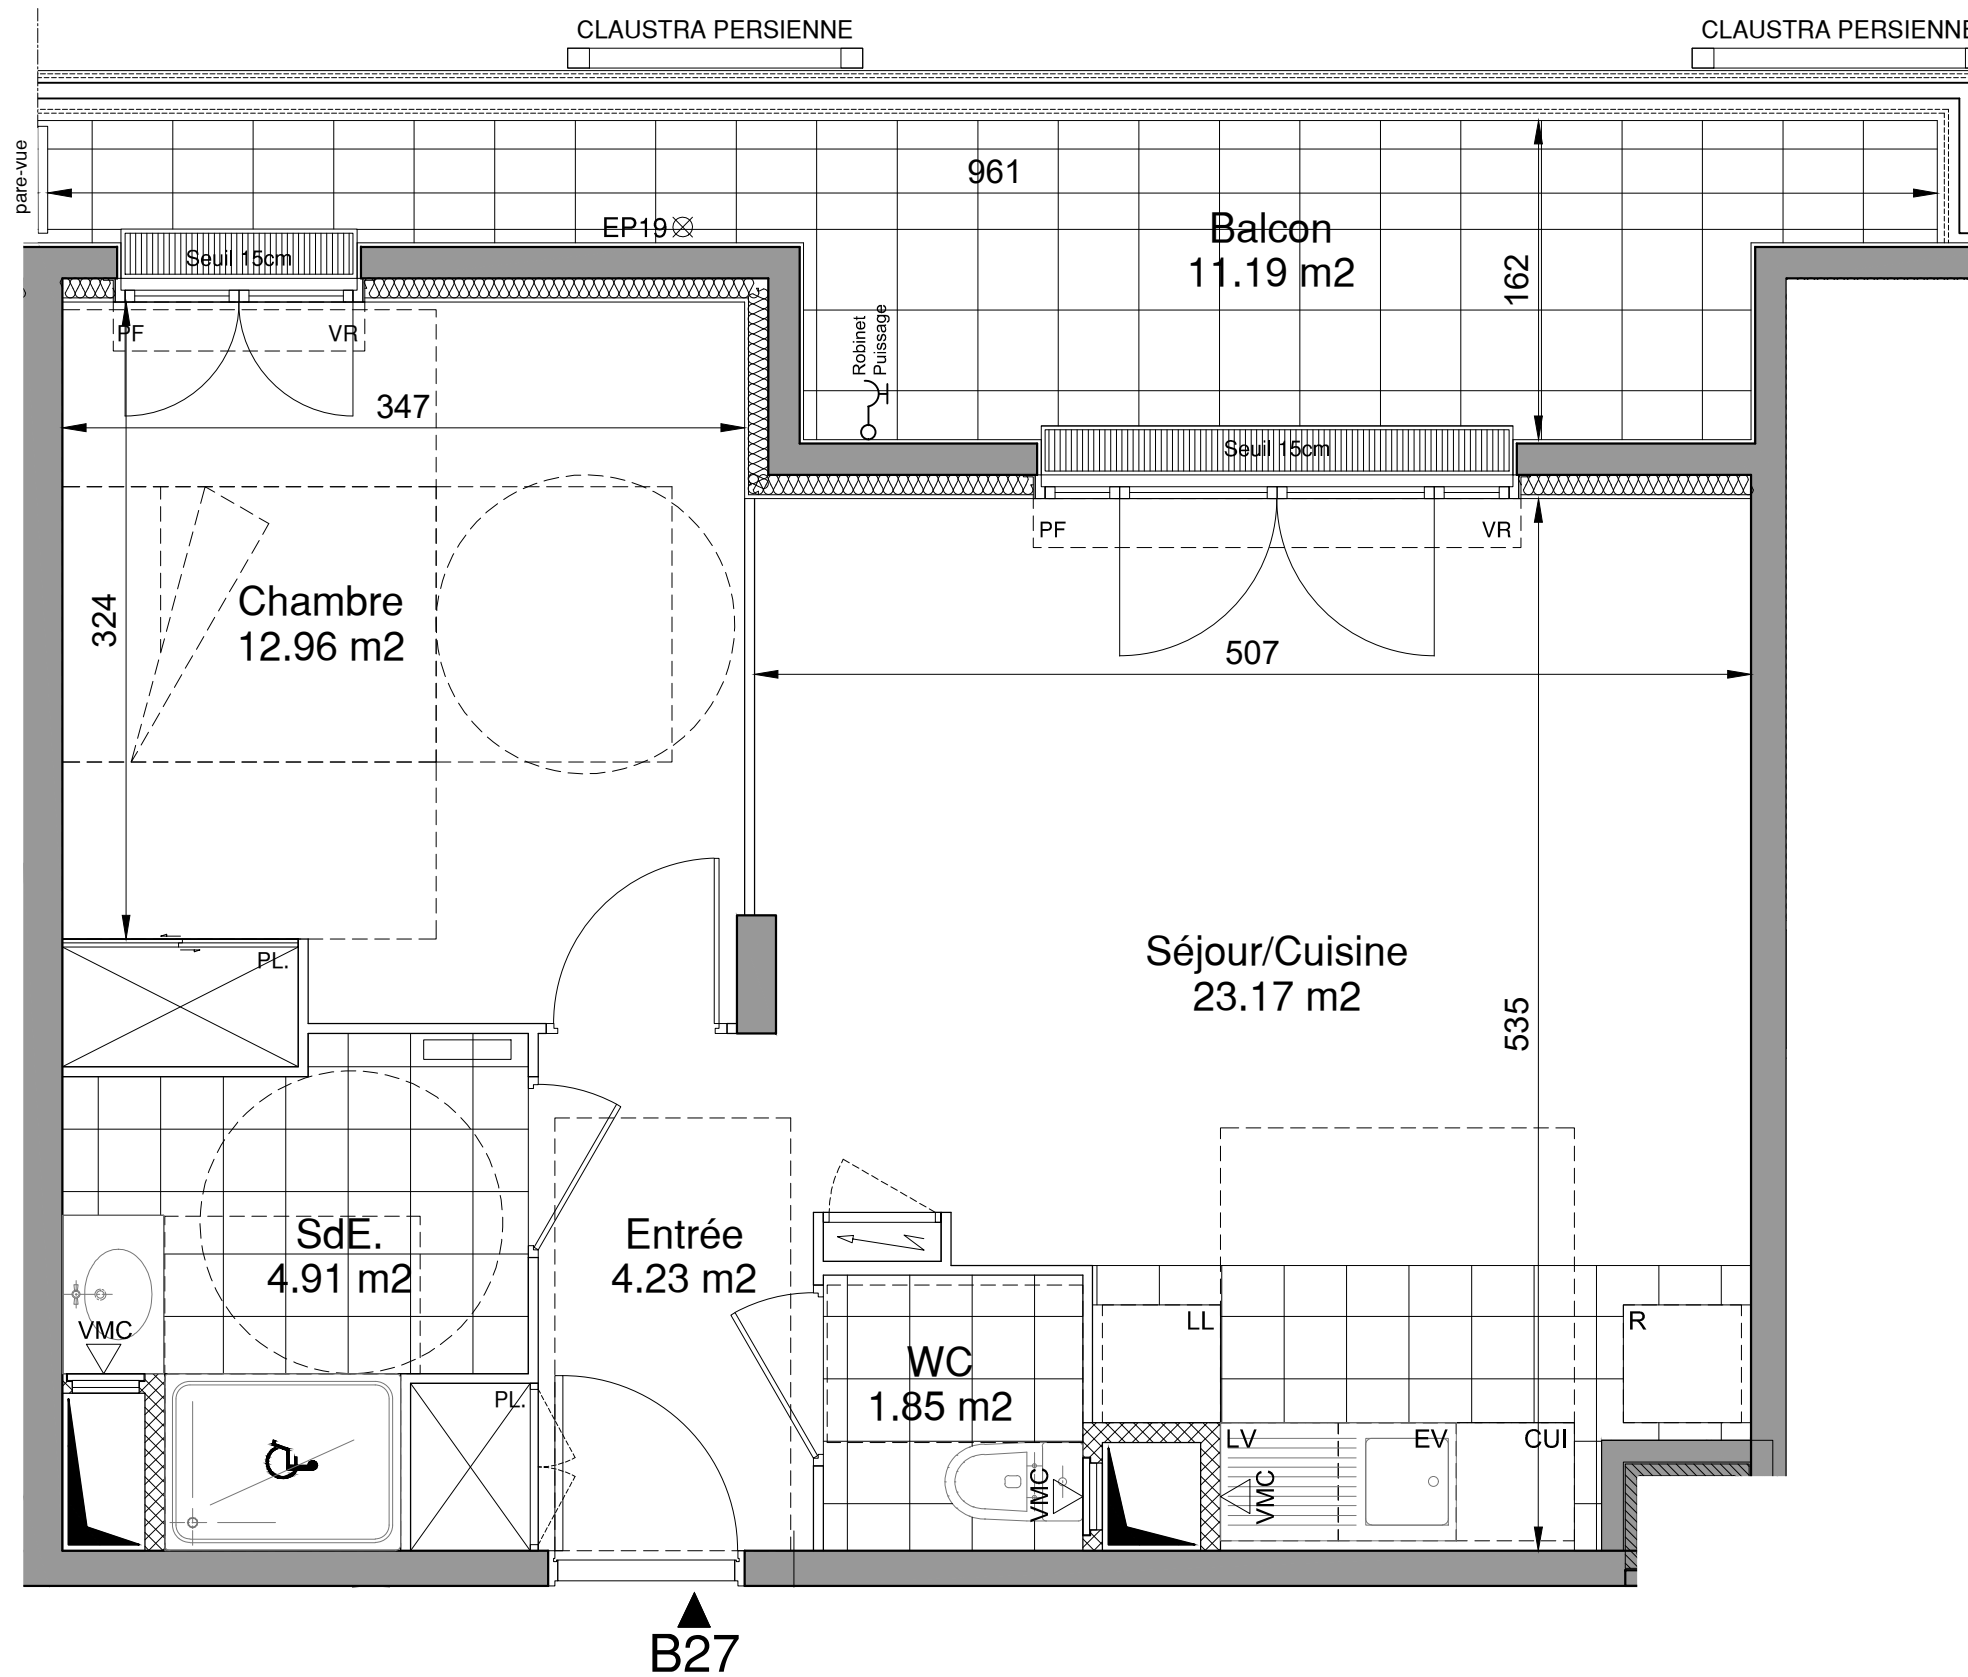 CLAUSTRA PERSIENNE
CLAUSTRA PERSIENNE
pare-vue
961
EP19
Balcon
11.19 m2
162
Seuil 15cm
Robinet
Puissage
PF
VR
347
Seuil 15cm
PF
VR
324
Chambre
12.96 m2
507
PL.
Séjour/Cuisine
23.17 m2
535
SdE.
4.91 m2
Entrée
4.23 m2
VMC
LL
R
WC
1.85 m2
PL.
LV
EV
CUI
VMC
VMC
B27